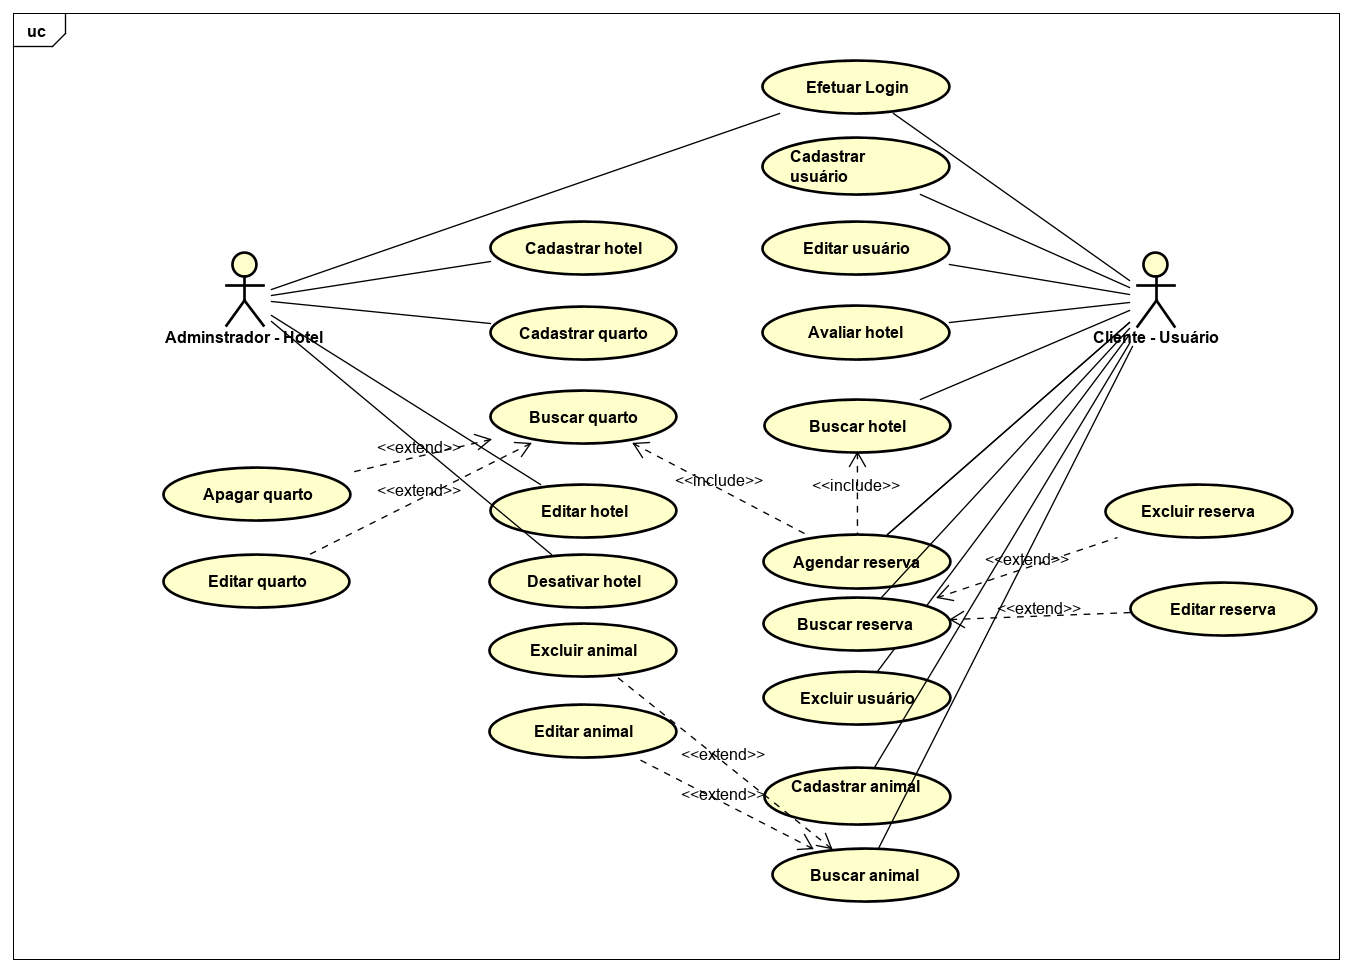 uc
Efetuar Login
Cadastrar
usuário
Cadastrar hotel
Editar usuário
Adminstrador - Hotel
Cadastrar quarto
Avaliar hotel
Cliente - Usuário
Buscar quarto
Buscar hotel
<<extend>>
<<extend>>
<<include>>
<<include>>
Apagar quarto
Editar hotel
Excluir reserva
Agendar reserva
<<extend>>
Editar quarto
Desativar hotel
<<extend>>
Editar reserva
Buscar reserva
Excluir animal
Excluir usuário
Editar animal
<<extend>>
<<extend>>
Cadastrar animal
Buscar animal